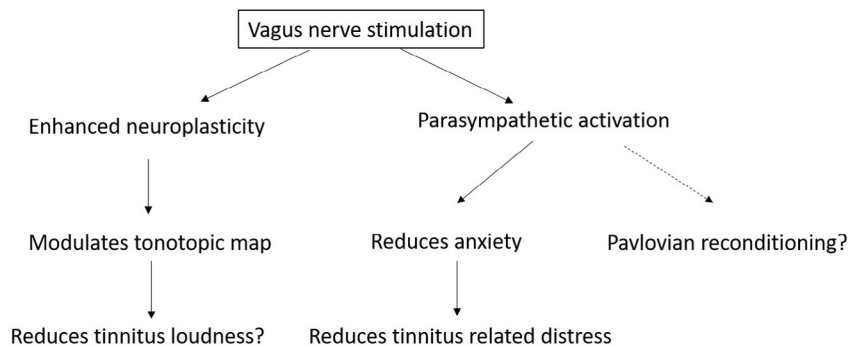 Vagus nerve stimulation
Enhanced neuroplasticity
Parasympathetic activation
Modulates tonotopic map
Reduces anxiety
Pavlovian reconditioning?
Reduces tinnitus loudness?
Reduces tinnitus related distress